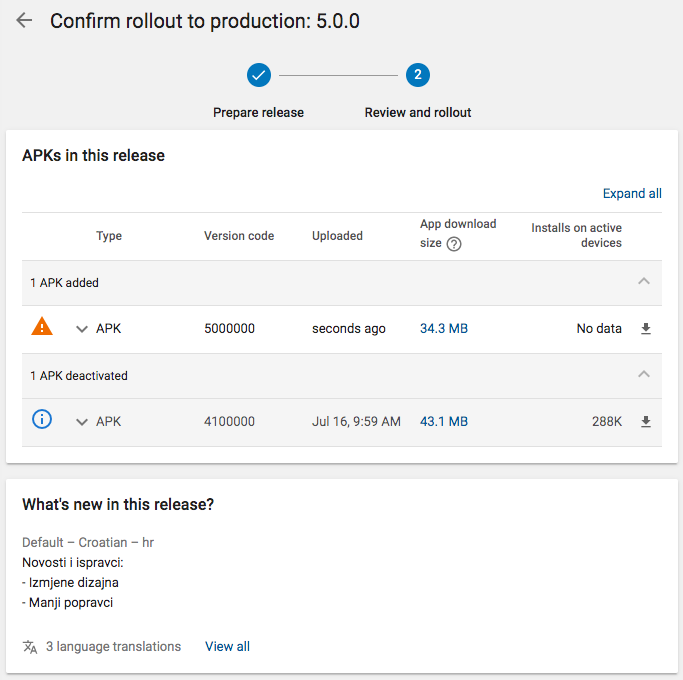 Confirm rollout to production: 5.0.0
2
Prepare release
Review and rollout
APKs in this release
Expand all
Type Version code Uploaded App download size Installs on active devices
1 APK added
APK 5000000 seconds ago 34.3 MB No data
1 APK deactivated
APK 4100000 Jul 16, 9:59 AM 43.1 MB 288K
What's new in this release?
Default – Croatian – hr
Novosti i ispravci:
- Izmjene dizajna
- Manji popravci
3 language translations View all